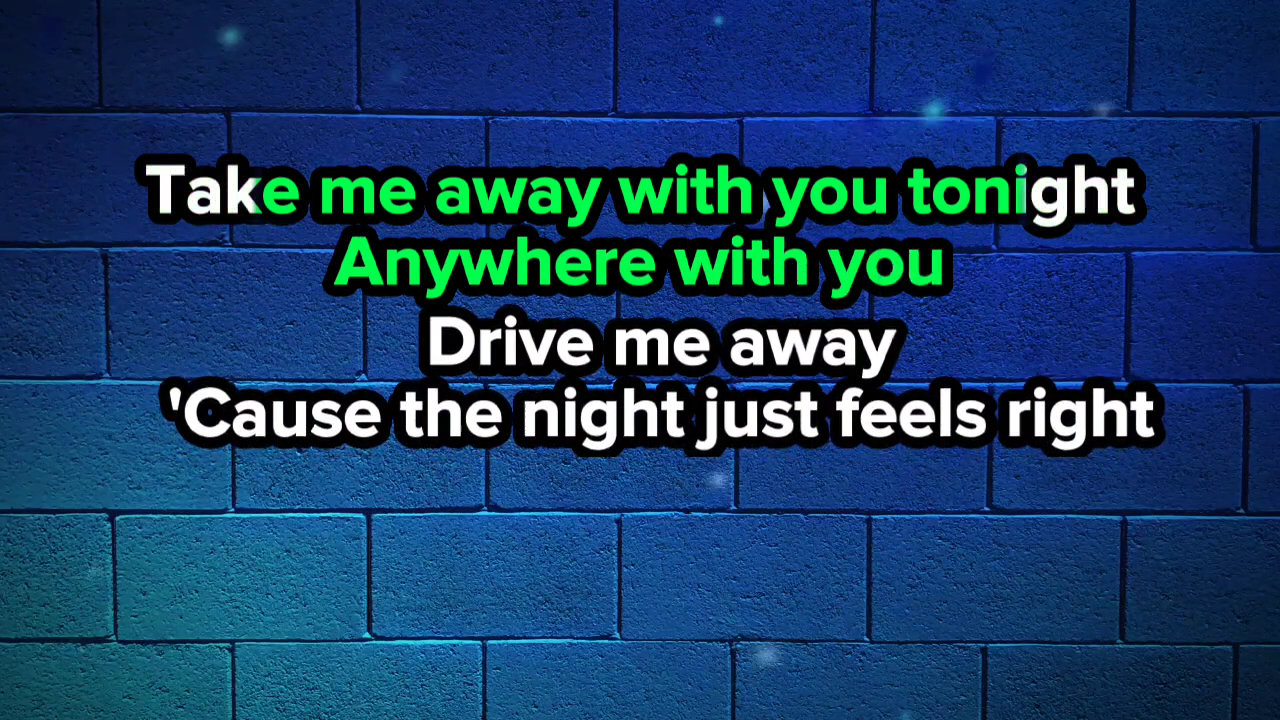 Take me away with you tonight
Anywhere with you
Drive me away
'Cause the night just feels right